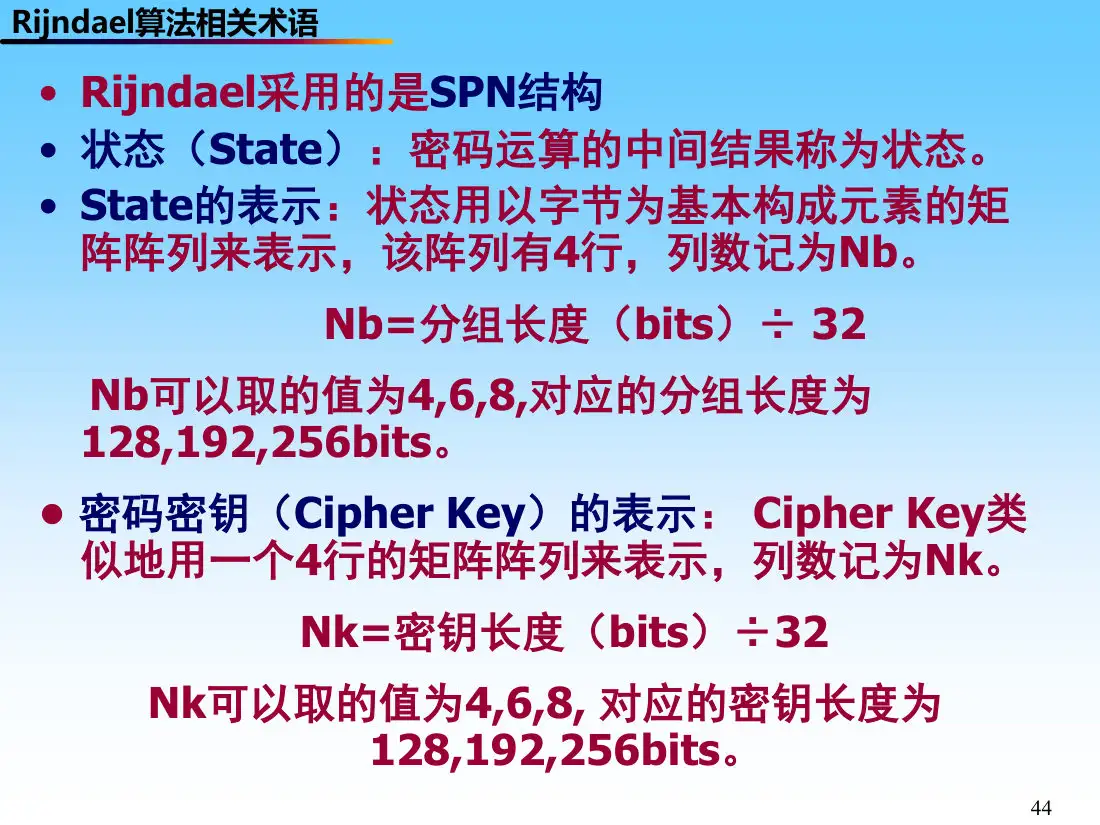 Rijndael算法相关术语
• Rijndael采用的是SPN结构
• 状态（State）：密码运算的中间结果称为状态。
• State的表示：状态用以字节为基本构成元素的矩
阵阵列来表示，该阵列有4行，列数记为Nb。
Nb=分组长度（bits）÷ 32
Nb可以取的值为4,6,8,对应的分组长度为
128,192,256bits。
• 密码密钥（Cipher Key）的表示： Cipher Key类
似地用一个4行的矩阵阵列来表示，列数记为Nk。
Nk=密钥长度（bits）÷32
Nk可以取的值为4,6,8, 对应的密钥长度为
128,192,256bits。
44